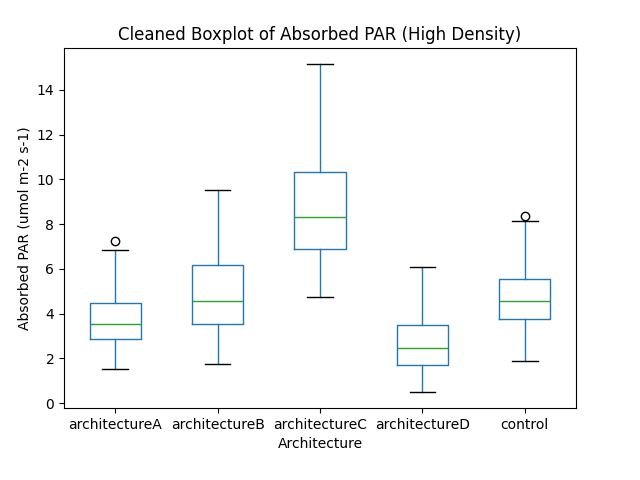 Cleaned Boxplot of Absorbed PAR (High Density)
Absorbed PAR (umol m-2 s-1)
14
12
10
8
6
4
2
0
architectureA architectureB architectureC architectureD control
Architecture